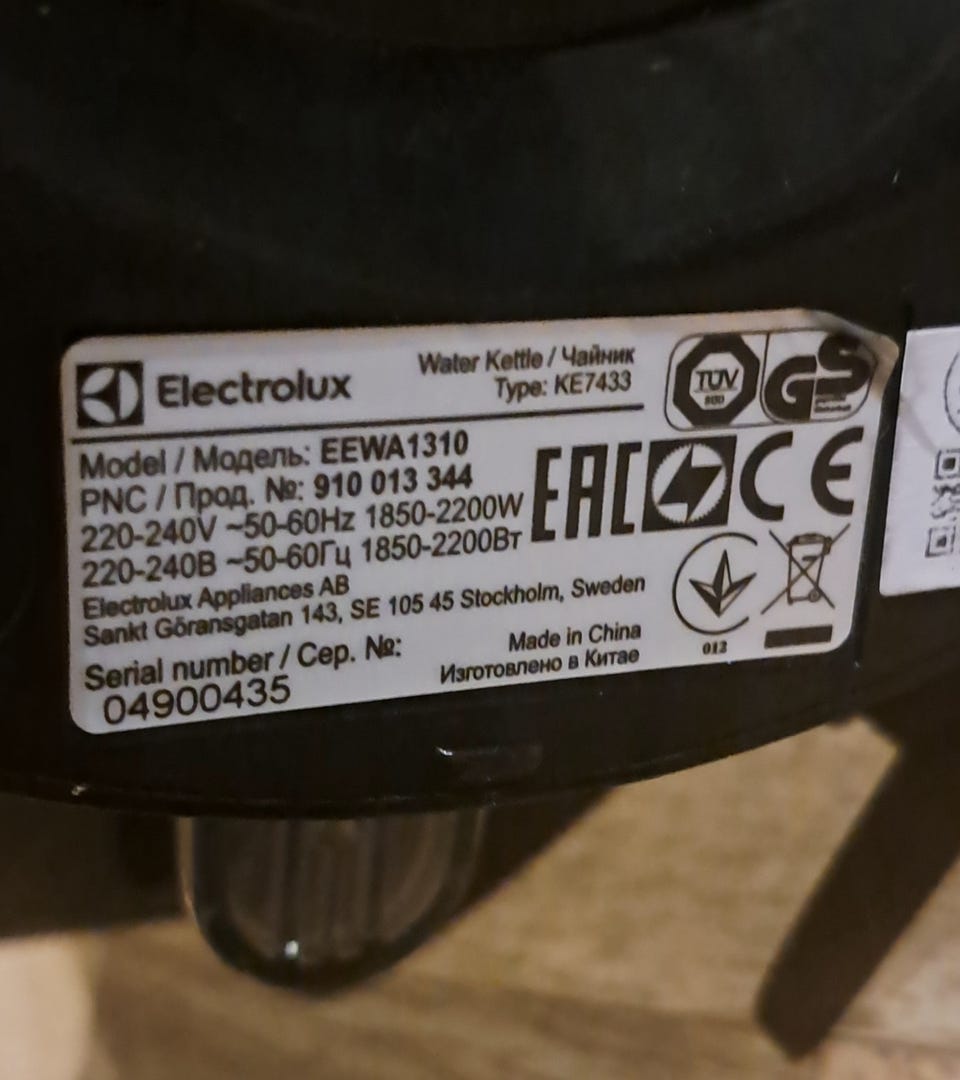 Electrolux
Water Kettle / Чайник
Type: KE7433
TÜV
SÜD
GS
Model / Модель: EEWA1310
PNC / Прод. №: 910 013 344
220-240V ~50-60Hz 1850-2200W
220-240В ~50-60Гц 1850-2200Вт
EAC
CE
Electrolux Appliances AB
Sankt Göransgatan 143, SE 105 45 Stockholm, Sweden
Serial number / Сер. №:
04900435
Made in China
Изготовлено в Китае
012